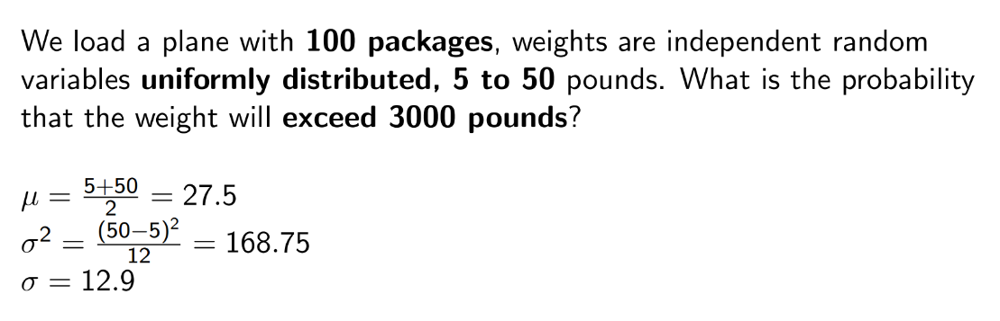 We load a plane with 100 packages, weights are independent random
variables uniformly distributed, 5 to 50 pounds. What is the probability
that the weight will exceed 3000 pounds?
μ = \frac{5+50}{2} = 27.5
σ² = \frac{(50−5)²}{12} = 168.75
σ = 12.9